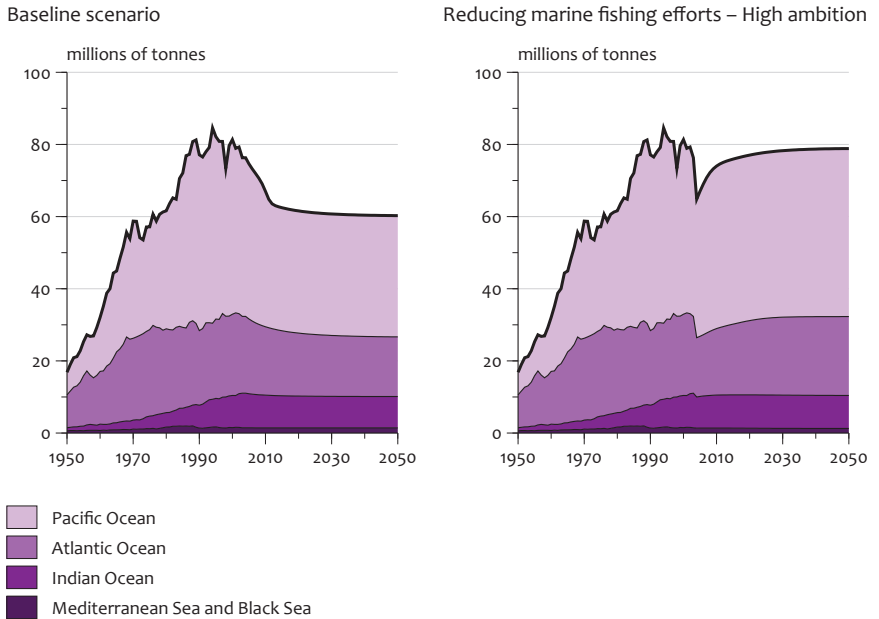 Baseline scenario
millions of tonnes
100
80
60
40
20
0
1950 1970 1990 2010 2030 2050
Reducing marine fishing efforts – High ambition
millions of tonnes
100
80
60
40
20
0
1950 1970 1990 2010 2030 2050
Pacific Ocean
Atlantic Ocean
Indian Ocean
Mediterranean Sea and Black Sea